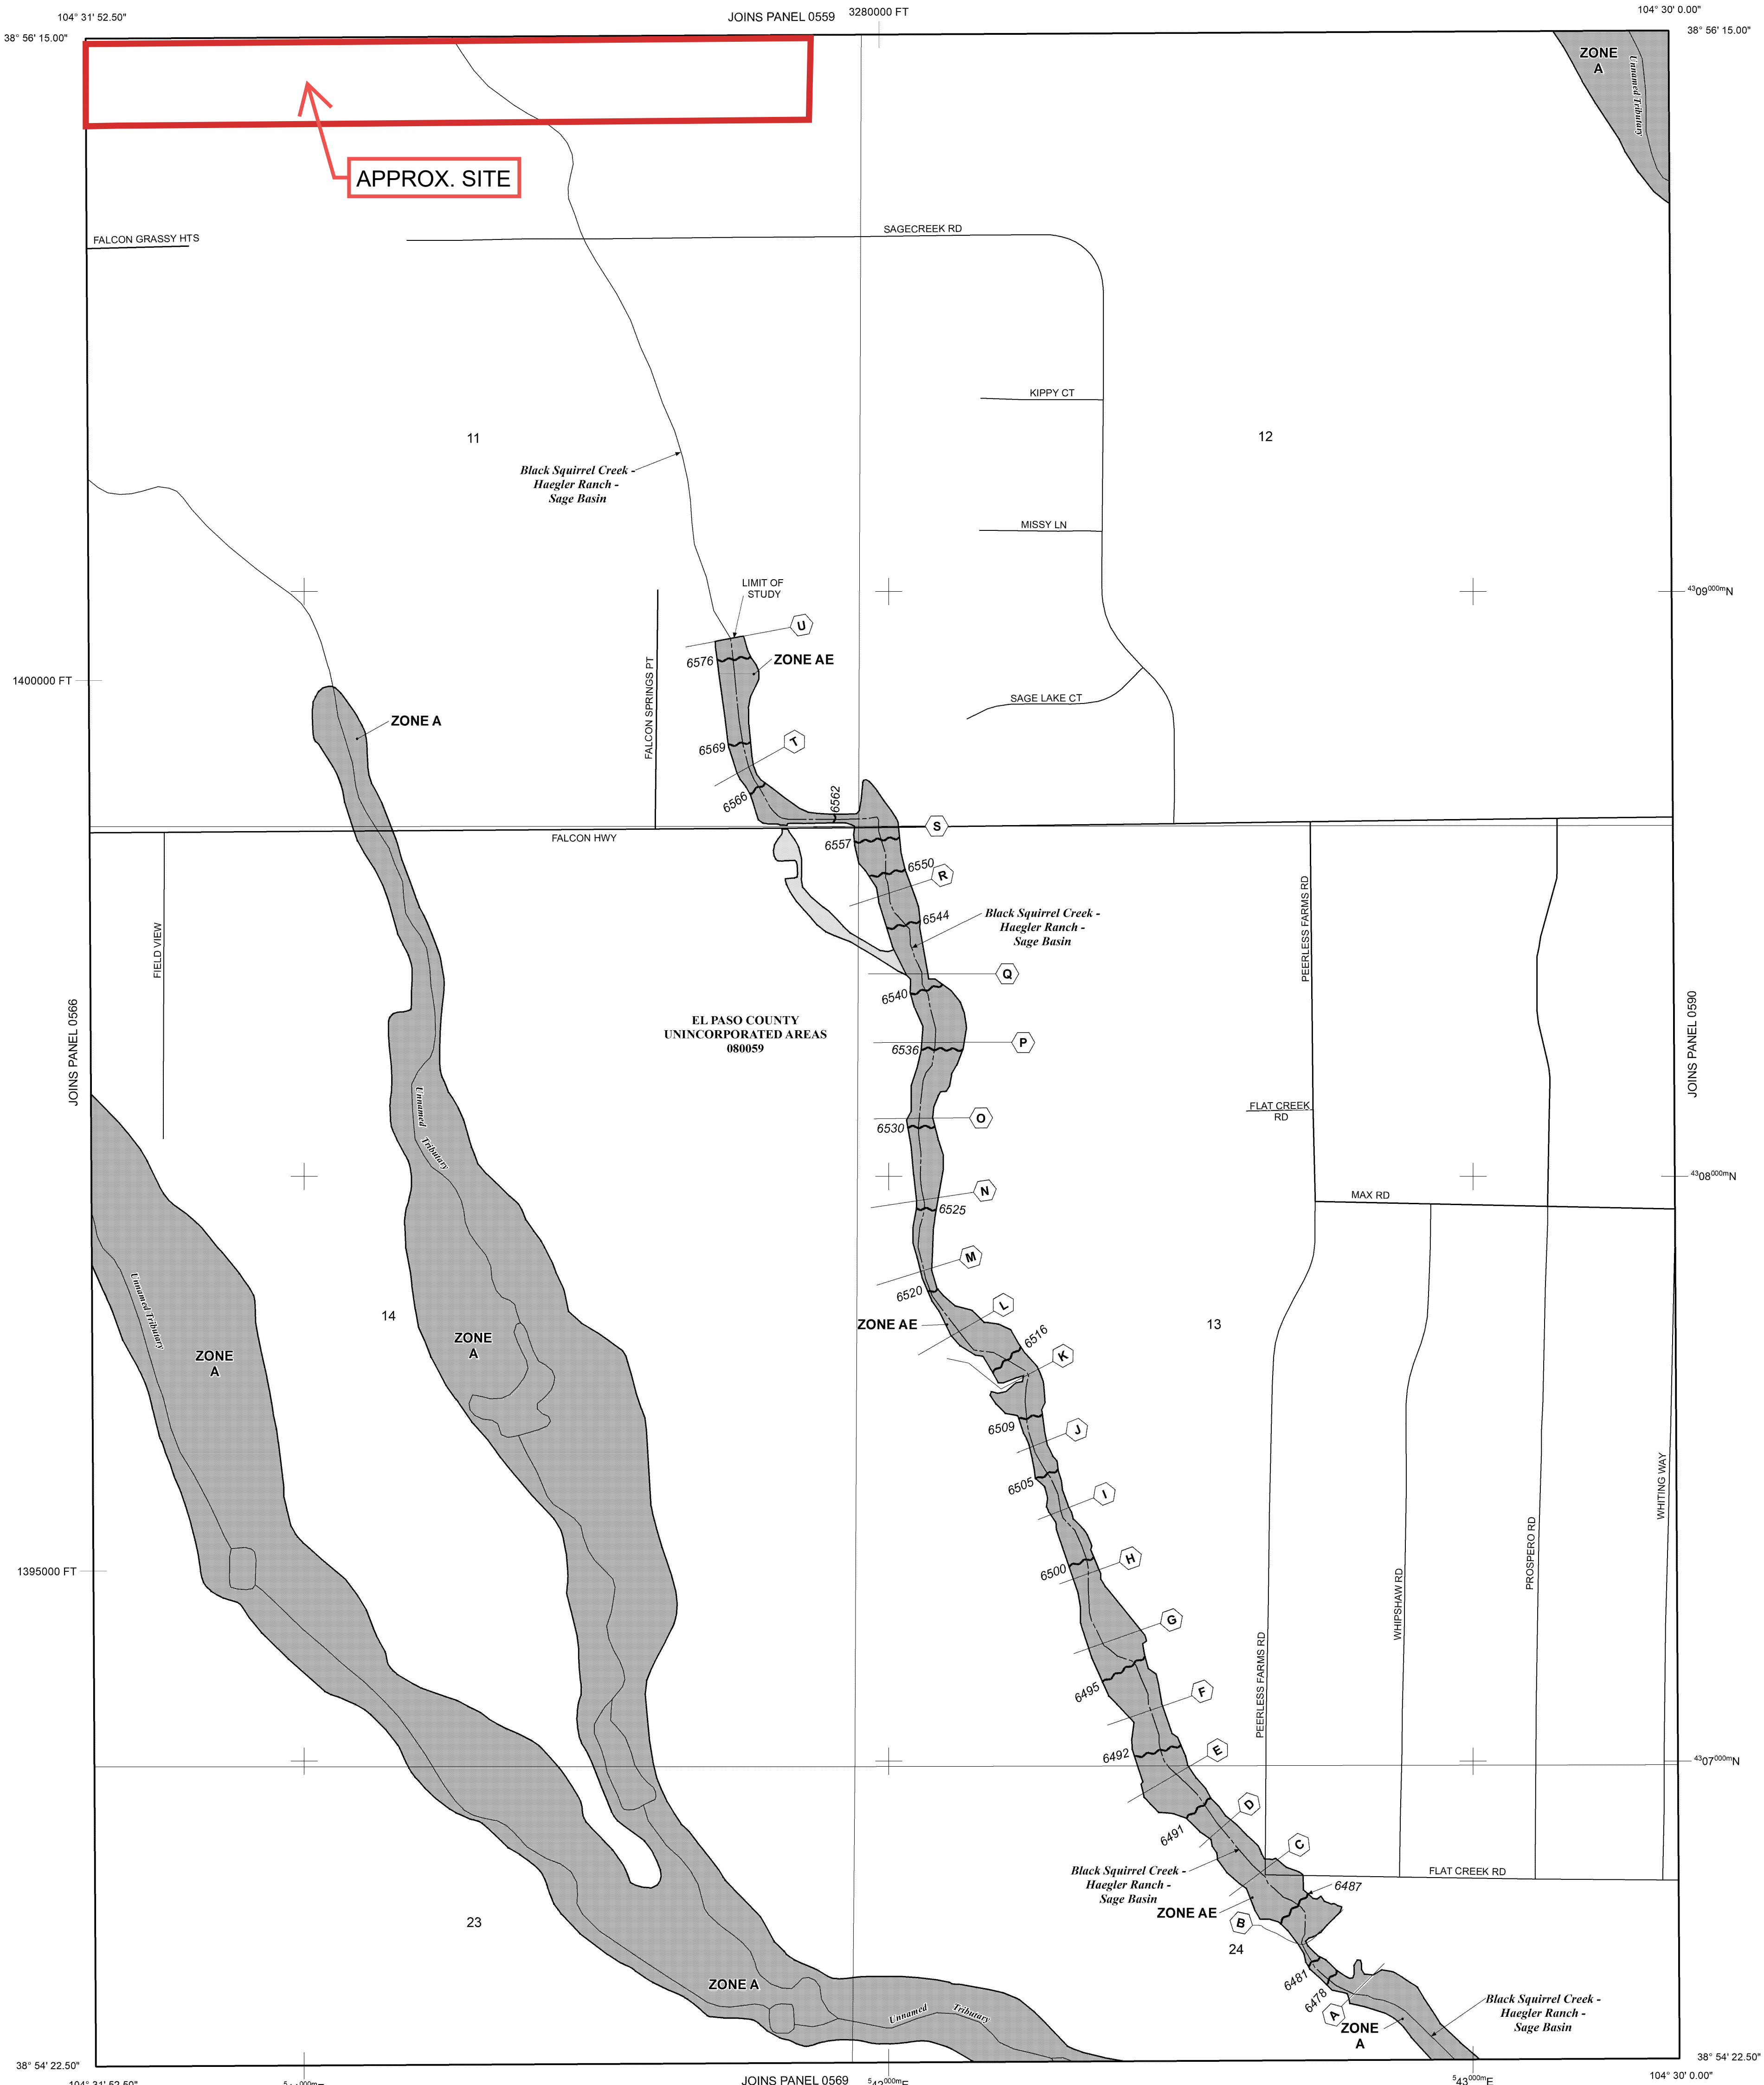 104° 31' 52.50"
JOINS PANEL 0559
3280000 FT
104° 30' 0.00"
38° 56' 15.00"
38° 56' 15.00"
ZONE
A
Unnamed Tributary
APPROX. SITE
FALCON GRASSY HTS
SAGECREEK RD
KIPPY CT
11
12
Black Squirrel Creek -
Haegler Ranch -
Sage Basin
MISSY LN
LIMIT OF
STUDY
4309000mN
U
6576
ZONE AE
FALCON SPRINGS PT
1400000 FT
SAGE LAKE CT
ZONE A
6569
T
6566
6562
S
FALCON HWY
6557
6550
R
PEERLESS FARMS RD
6544
Black Squirrel Creek -
Haegler Ranch -
Sage Basin
FIELD VIEW
Q
6540
JOINS PANEL 0566
EL PASO COUNTY
UNINCORPORATED AREAS
080059
P
6536
JOINS PANEL 0590
Unnamed
Tributary
FLAT CREEK
RD
O
6530
4308000mN
N
6525
MAX RD
M
6520
Unnamed Tributary
14
L
ZONE AE
13
ZONE
A
ZONE
A
6516
K
6509
J
6505
I
WHITING WAY
H
6500
1395000 FT
PROSPERO RD
WHIPSHAW RD
G
PEERLESS FARMS RD
6495
F
6492
E
4307000mN
D
6491
C
Black Squirrel Creek -
Haegler Ranch -
Sage Basin
FLAT CREEK RD
6487
ZONE AE
B
23
24
6481
6478
A
ZONE A
Unnamed
Tributary
Black Squirrel Creek -
Haegler Ranch -
Sage Basin
ZONE
A
38° 54' 22.50"
38° 54' 22.50"
104° 31' 52.50"
JOINS PANEL 0569
542000mE
543000mE
104° 30' 0.00"